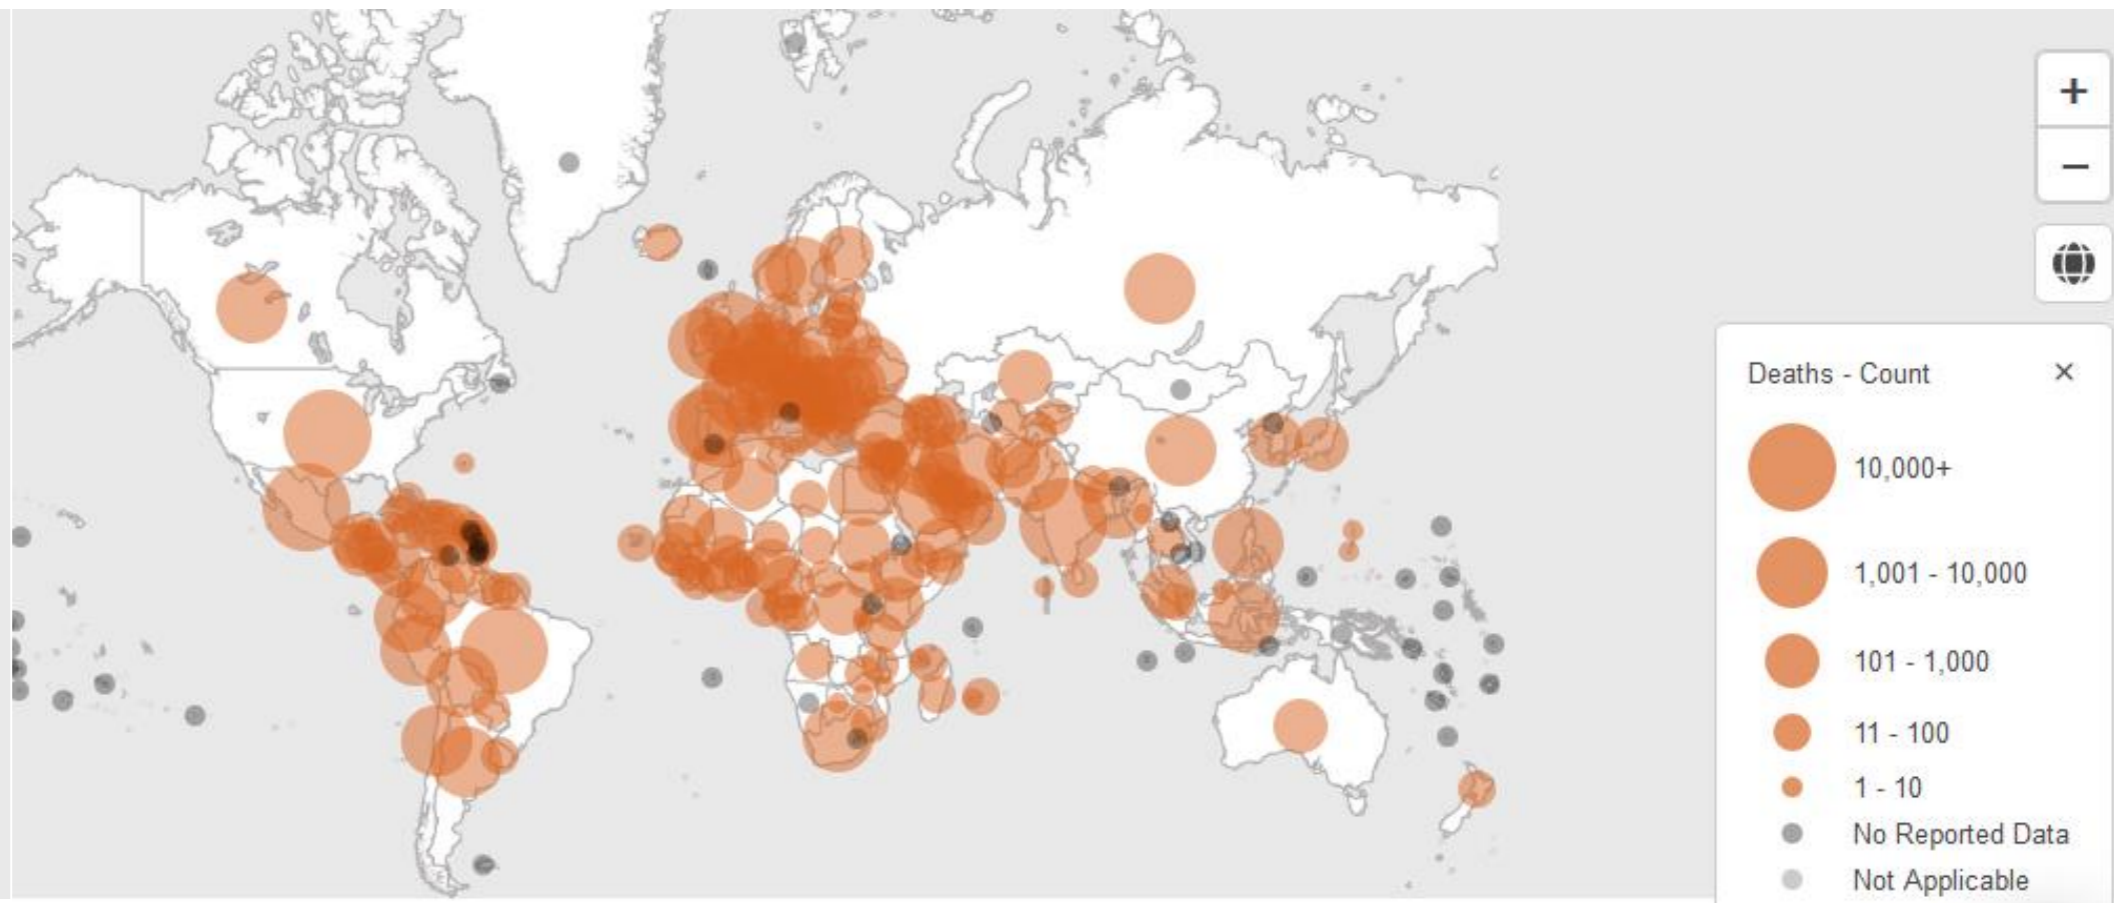 +
−
Deaths - Count ×
10,000+
1,001 - 10,000
101 - 1,000
11 - 100
1 - 10
No Reported Data
Not Applicable